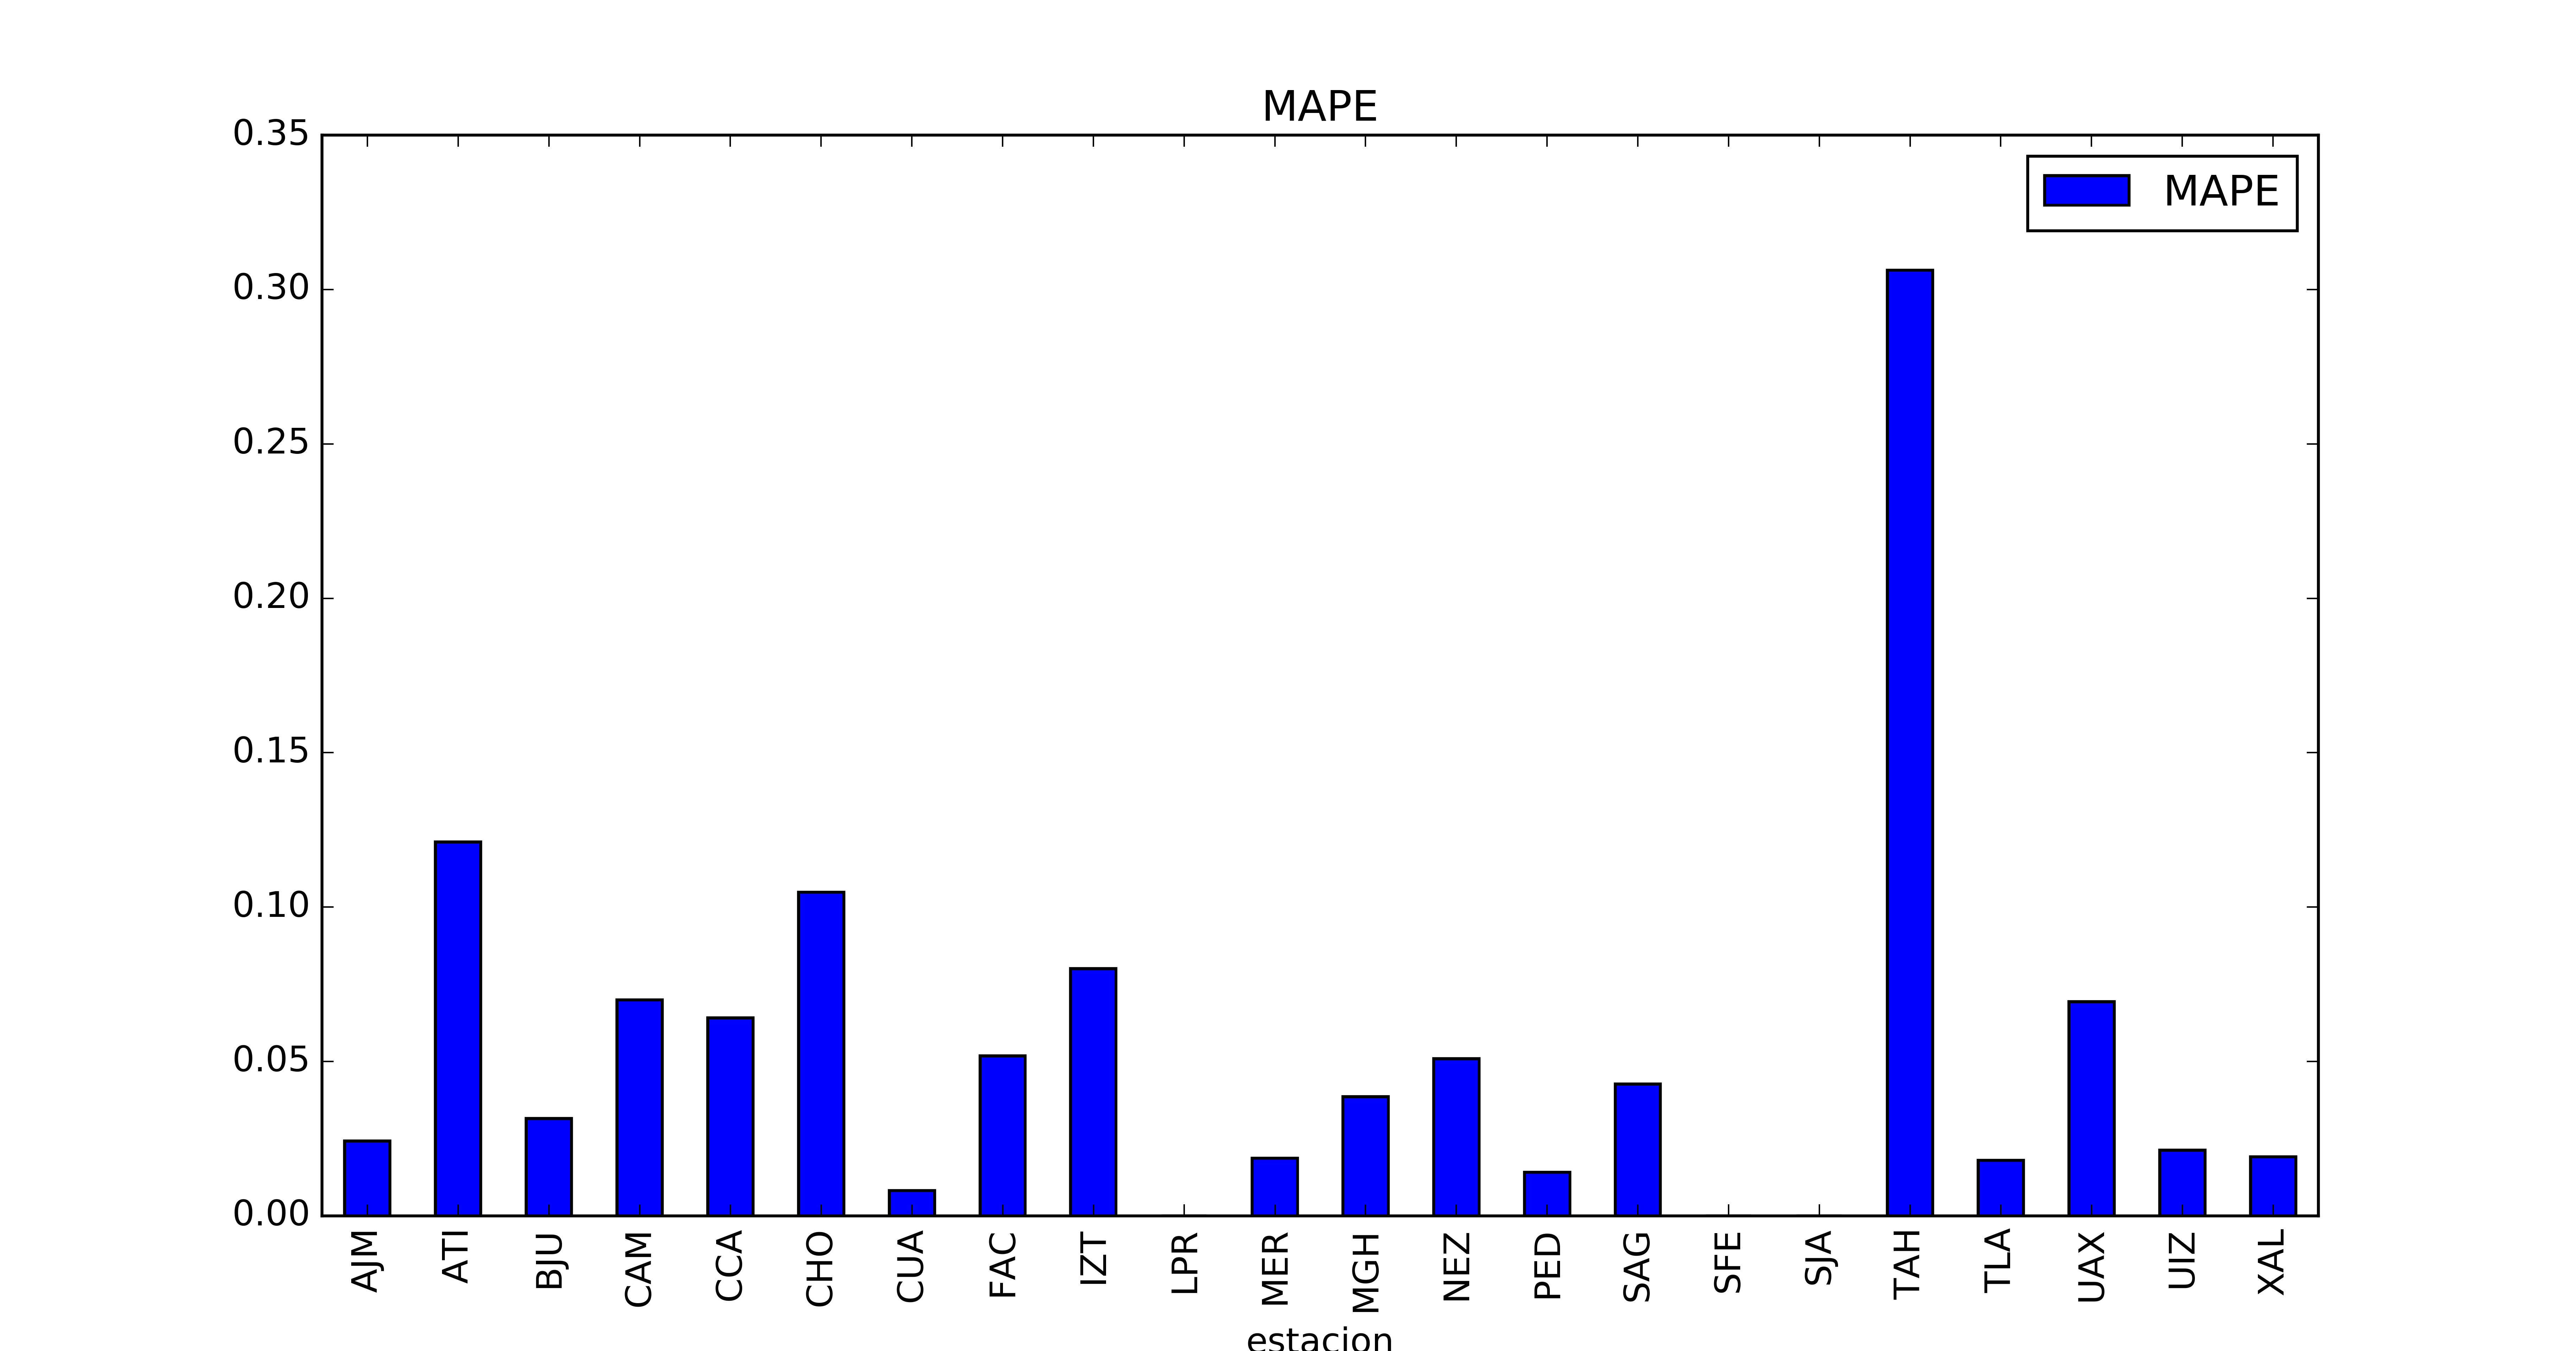 MAPE
MAPE
0.35
0.30
0.25
0.20
0.15
0.10
0.05
0.00
AJM
ATI
BJU
CAM
CCA
CHO
CUA
FAC
IZT
LPR
MER
MGH
NEZ
PED
SAG
SFE
SJA
TAH
TLA
UAX
UIZ
XAL
estacion